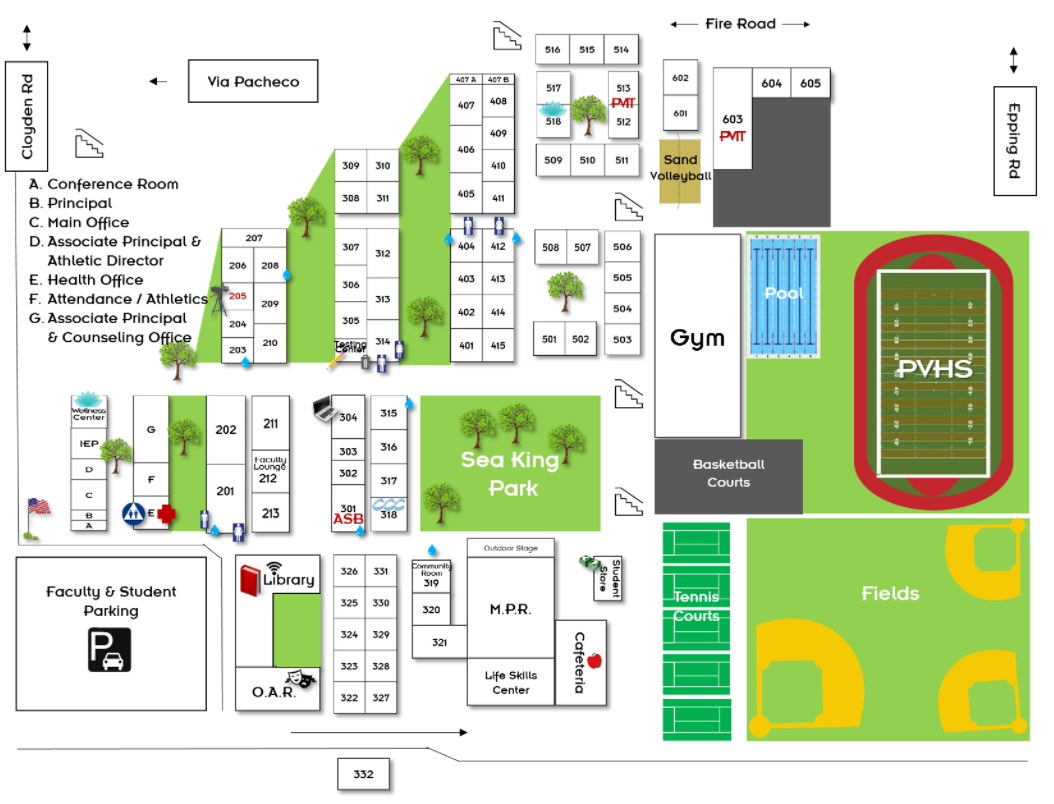 Fire Road
Cloyden Rd
Via Pacheco
Epping Rd
A. Conference Room
B. Principal
C. Main Office
D. Associate Principal &
Athletic Director
E. Health Office
F. Attendance / Athletics
G. Associate Principal
& Counseling Office
516 515 514
517
518
513
PVIT
512
509 510 511
602
601
603
PVIT
604 605
Sand
Volleyball
407 A 407 B
407 408
409
406 410
405 411
404 412
403 413
402 414
401 415
309 310
308 311
307 312
306 313
305 314
Testing
Center
207
206 208
205 209
204
203 210
508 507
506
505
504
503
501 502
Gym
Pool
PVHS
Basketball
Courts
Wellness
Center
IEP
D
C
B
A
G
F
E
202
201
211
Faculty
Lounge
212
213
304
303
302
301
ASB
315
316
317
318
Sea King
Park
Faculty & Student
Parking
P
Library
O.A.R.
326 331
325 330
324 329
323 328
322 327
Community
Room
319
320
321
Outdoor Stage
M.P.R.
Life Skills
Center
Cafeteria
Student
Store
Tennis
Courts
Fields
332